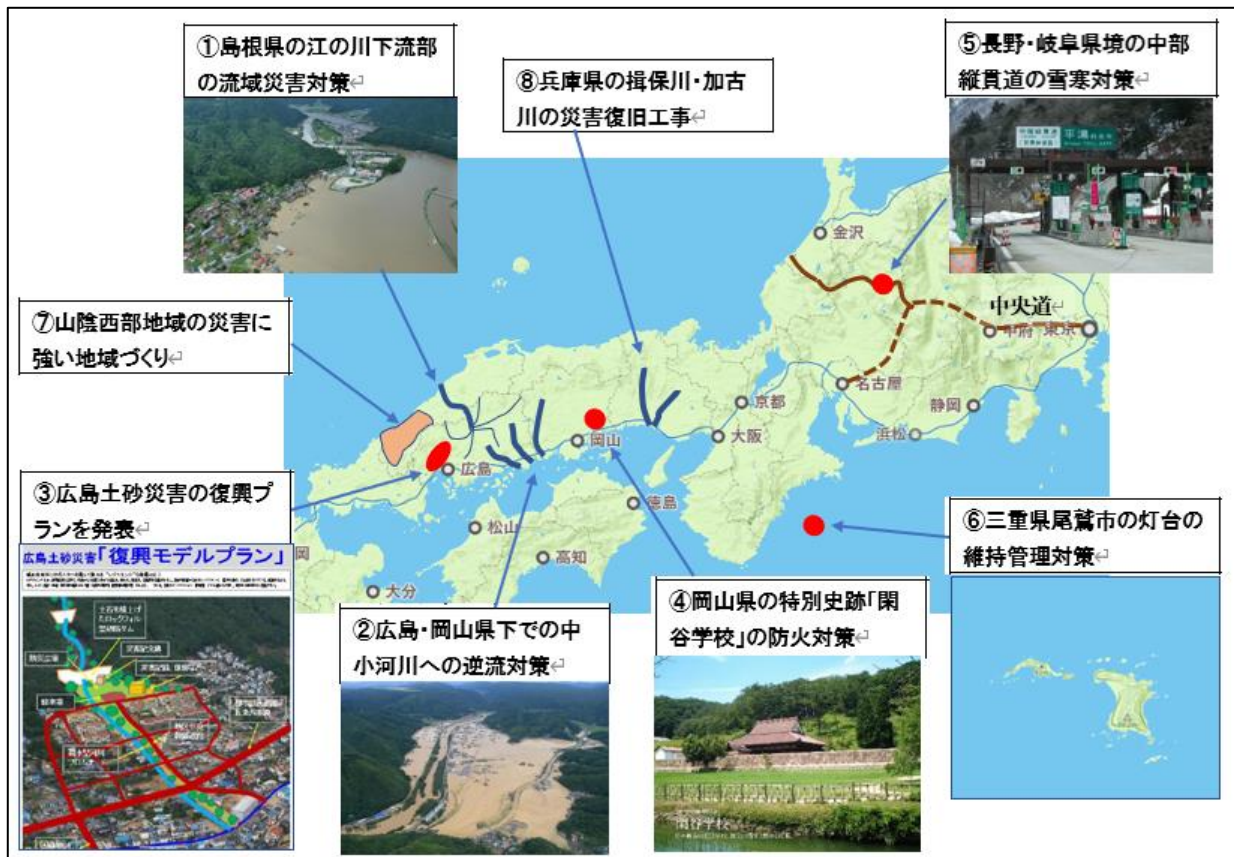 ①島根県の江の川下流部
の流域災害対策↵
⑧兵庫県の揖保川・加古
川の災害復旧工事↵
⑤長野・岐阜県境の中部
縦貫道の雪寒対策↵
平湯
金沢
中央道↵
甲府
東京
⑦山陰西部地域の災害に
強い地域づくり↵
名古屋
京都
静岡
浜松
大阪
岡山
広島
徳島
松山
高知
大分
岡
③広島土砂災害の復興プ
ランを発表↵
広島土砂災害「復興モデルプラン」
②広島・岡山県下での中
小河川への逆流対策↵
④岡山県の特別史跡「閑
谷学校」の防火対策↵
閑谷学校
⑥三重県尾鷲市の灯台の
維持管理対策↵